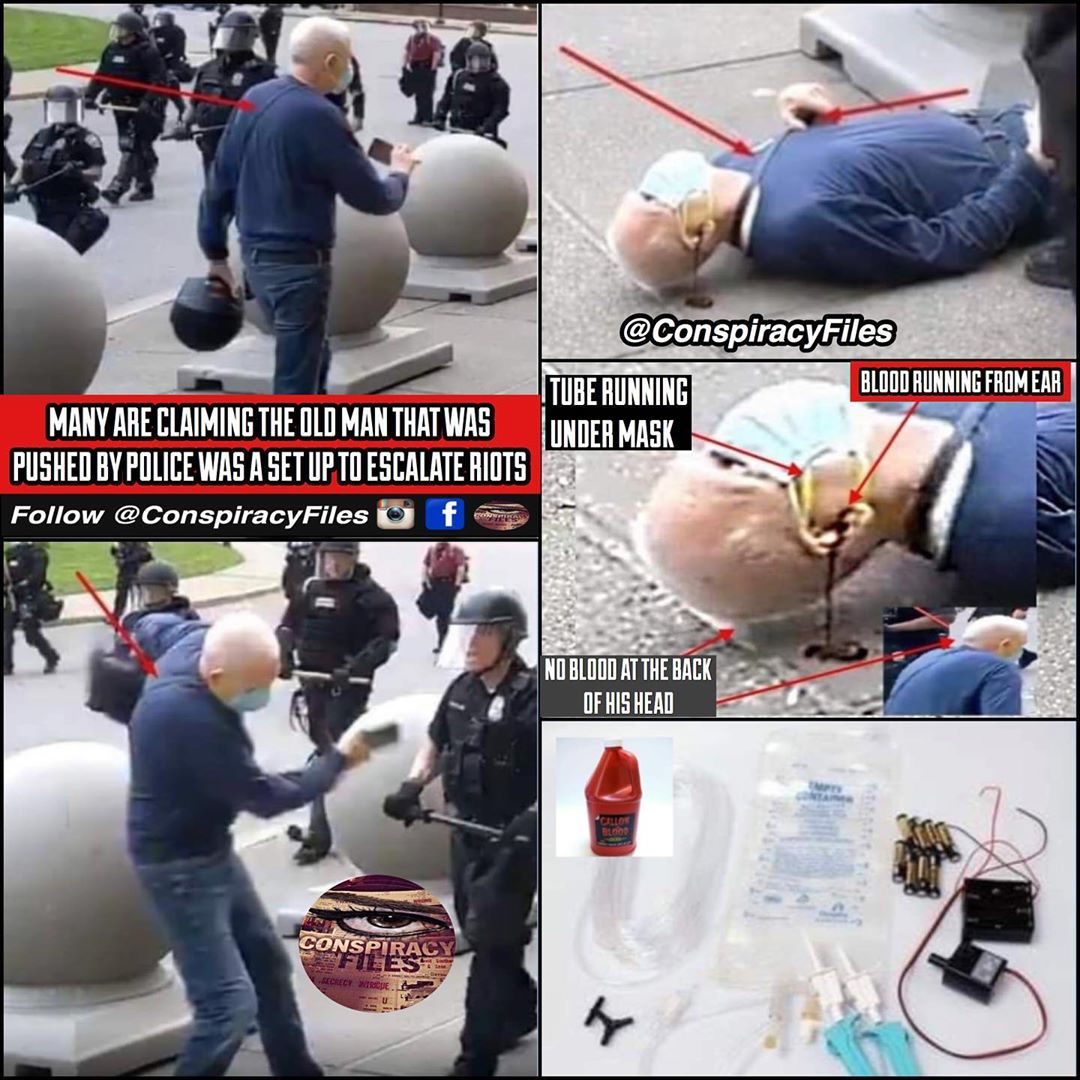 MANY ARE CLAIMING THE OLD MAN THAT WAS
PUSHED BY POLICE WAS A SET UP TO ESCALATE RIOTS
Follow @ConspiracyFiles
f
@ConspiracyFiles
TUBE RUNNING
UNDER MASK
BLOOD RUNNING FROM EAR
NO BLOOD AT THE BACK
OF HIS HEAD
CONSPIRACY
FILES
SECRECY INTRIGUE
GALLON
OF
BLOOD
EMPTY
CONTAINER